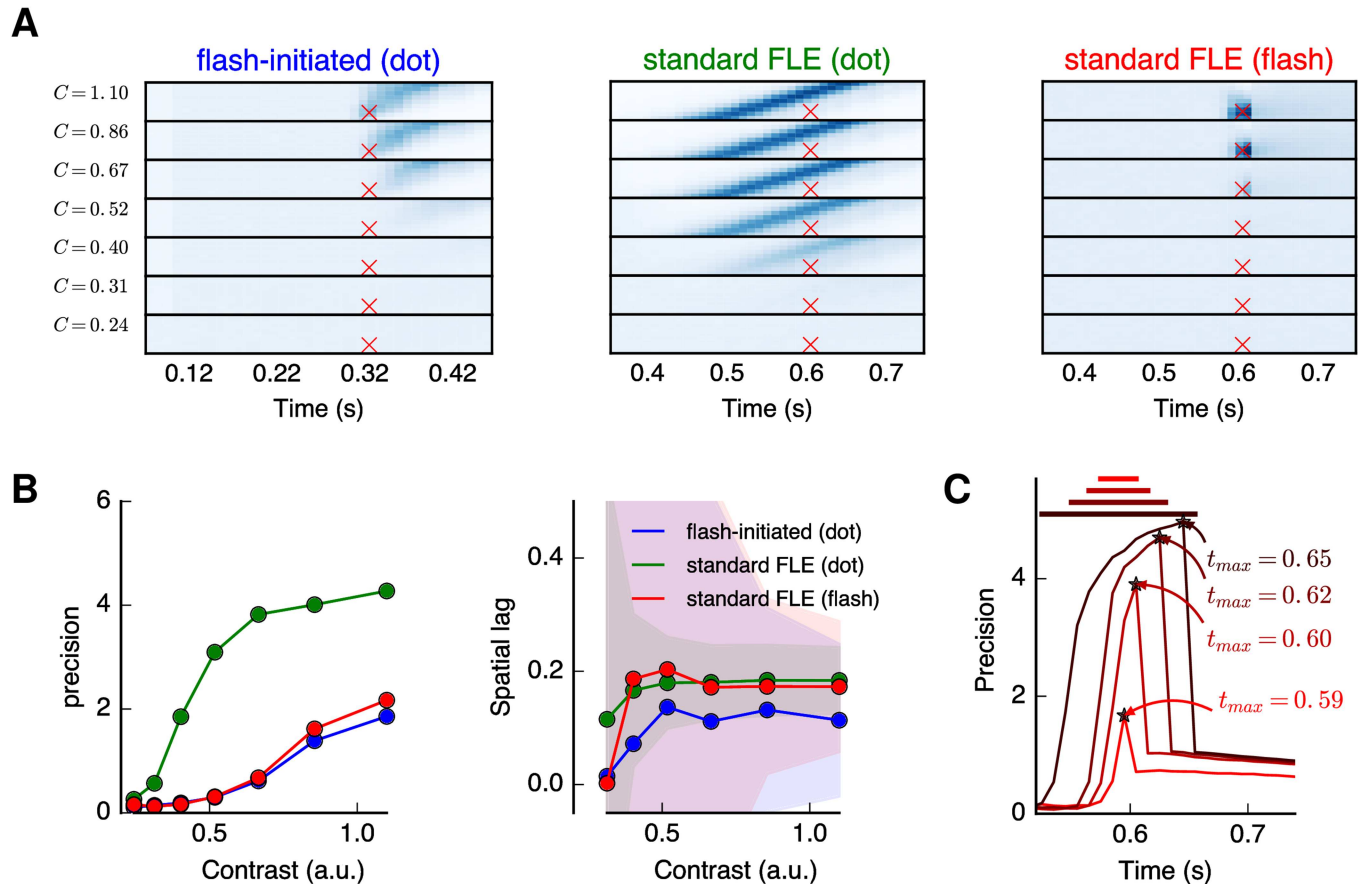 A
flash-initiated (dot)
standard FLE (dot)
standard FLE (flash)
C = 1.10
C = 0.86
C = 0.67
C = 0.52
C = 0.40
C = 0.31
C = 0.24
0.12 0.22 0.32 0.42
Time (s)
0.4 0.5 0.6 0.7
Time (s)
0.4 0.5 0.6 0.7
Time (s)
B
precision
6
4
2
0
0.5 1.0
Contrast (a.u.)
Spatial lag
0.4
0.2
0.0
flash-initiated (dot)
standard FLE (dot)
standard FLE (flash)
0.5 1.0
Contrast (a.u.)
C
Precision
4
2
0
t_max = 0.65
t_max = 0.62
t_max = 0.60
t_max = 0.59
0.6 0.7
Time (s)